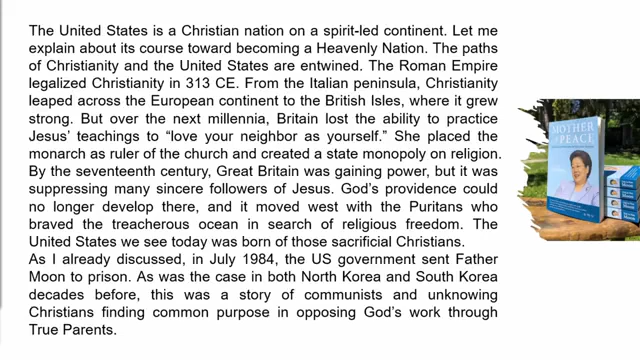 The United States is a Christian nation on a spirit-led continent. Let me
explain about its course toward becoming a Heavenly Nation. The paths
of Christianity and the United States are entwined. The Roman Empire
legalized Christianity in 313 CE. From the Italian peninsula, Christianity
leaped across the European continent to the British Isles, where it grew
strong. But over the next millennia, Britain lost the ability to practice
Jesus' teachings to “love your neighbor as yourself.” She placed the
monarch as ruler of the church and created a state monopoly on religion.
By the seventeenth century, Great Britain was gaining power, but it was
suppressing many sincere followers of Jesus. God's providence could
no longer develop there, and it moved west with the Puritans who
braved the treacherous ocean in search of religious freedom. The
United States we see today was born of those sacrificial Christians.
As I already discussed, in July 1984, the US government sent Father
Moon to prison. As was the case in both North Korea and South Korea
decades before, this was a story of communists and unknowing
Christians finding common purpose in opposing God's work through
True Parents.
MOTHER
OF PEACE